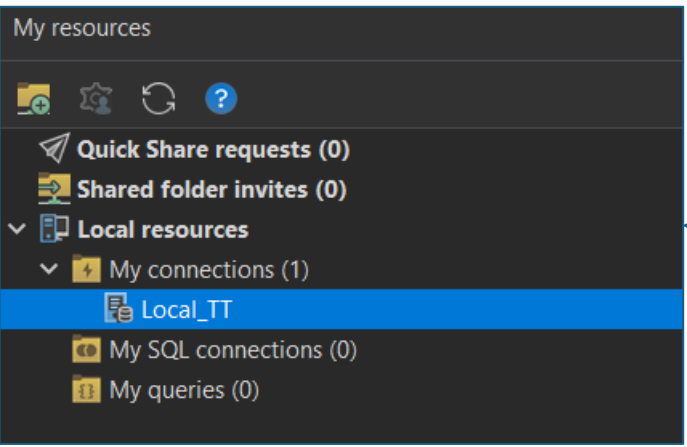 My resources
?
Quick Share requests (0)
Shared folder invites (0)
Local resources
My connections (1)
Local_TT
My SQL connections (0)
My queries (0)